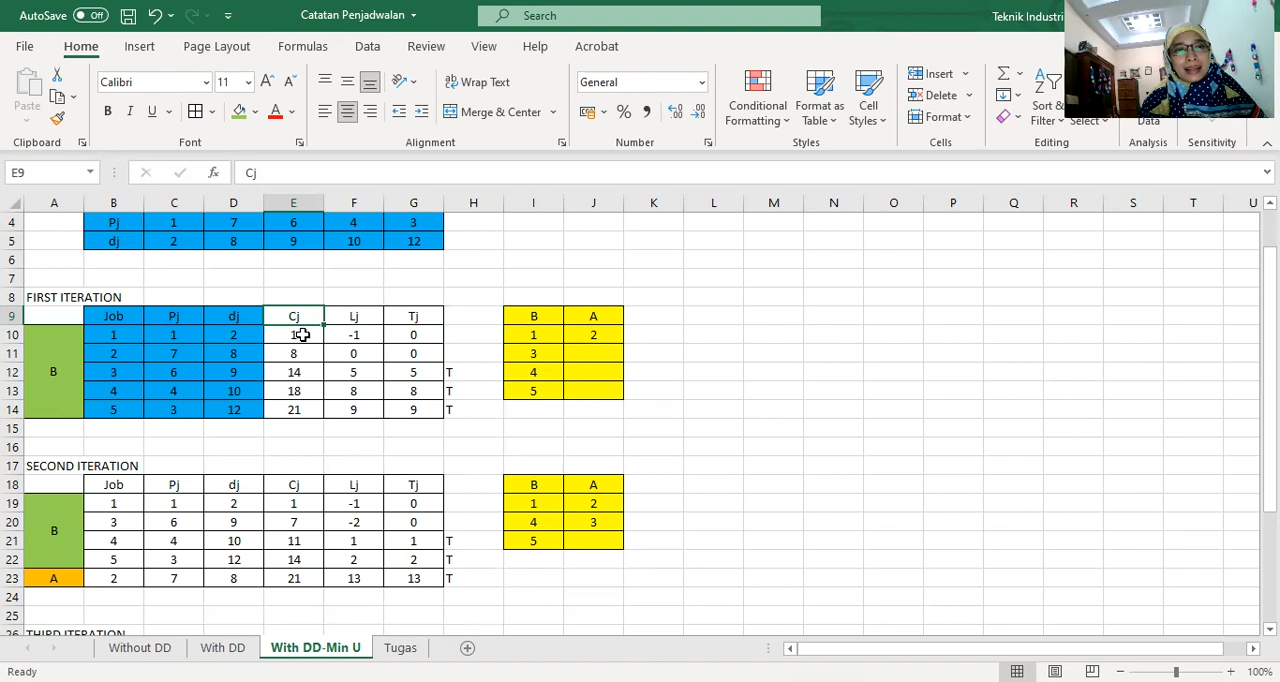 AutoSave Off Catatan Penjadwalan Search Teknik Industri
File Home Insert Page Layout Formulas Data Review View Help Acrobat
Paste Calibri 11 Wrap Text General Conditional Formatting Format as Table Cell Styles Insert Sort &
B I U Merge & Center Delete Filter Select
Format
Clipboard Font Alignment Number Styles Cells Editing Analysis Sensitivity
E9 fx Cj
A B C D E F G H I J K L M N O P Q R S T U
4 Pj 1 7 6 4 3
5 dj 2 8 9 10 12
6
7
8 FIRST ITERATION
9 Job Pj dj Cj Lj Tj B A
10 1 1 2 1 -1 0 1 2
11 2 7 8 8 0 0 3
12 B 3 6 9 14 5 5 T 4
13 4 4 10 18 8 8 T 5
14 5 3 12 21 9 9 T
15
16
17 SECOND ITERATION
18 Job Pj dj Cj Lj Tj B A
19 1 1 2 1 -1 0 1 2
20 B 3 6 9 7 -2 0 4 3
21 4 4 10 11 1 1 T 5
22 5 3 12 14 2 2 T
23 A 2 7 8 21 13 13 T
24
25
26 THIRD ITERATION
Without DD With DD With DD-Min U Tugas
Ready 100%